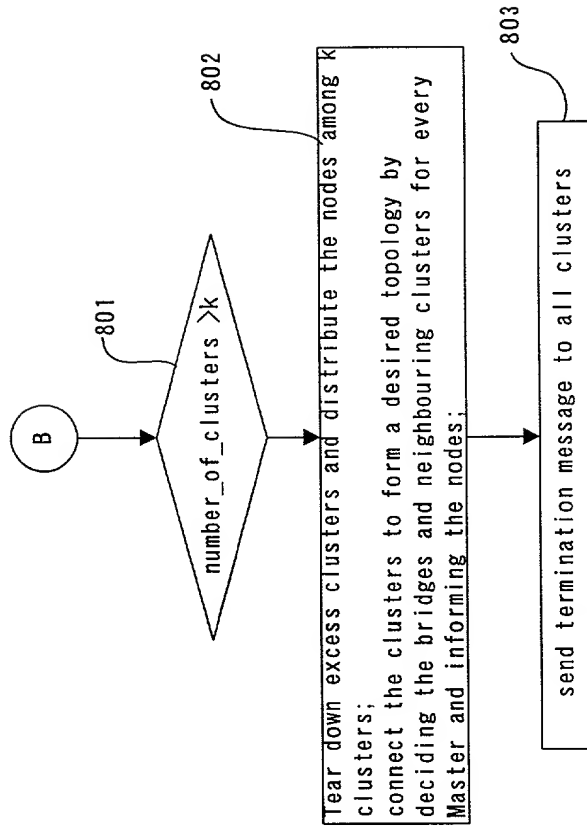 B
801
number_of_clusters >k
802
Tear down excess clusters and distribute the nodes among k
clusters;
connect the clusters to form a desired topology by
deciding the bridges and neighbouring clusters for every
Master and informing the nodes;
803
send termination message to all clusters